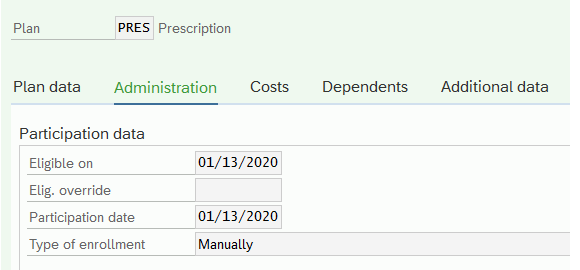 Plan PRES Prescription
Plan data Administration Costs Dependents Additional data
Participation data
Eligible on 01/13/2020
Elig. override
Participation date 01/13/2020
Type of enrollment Manually